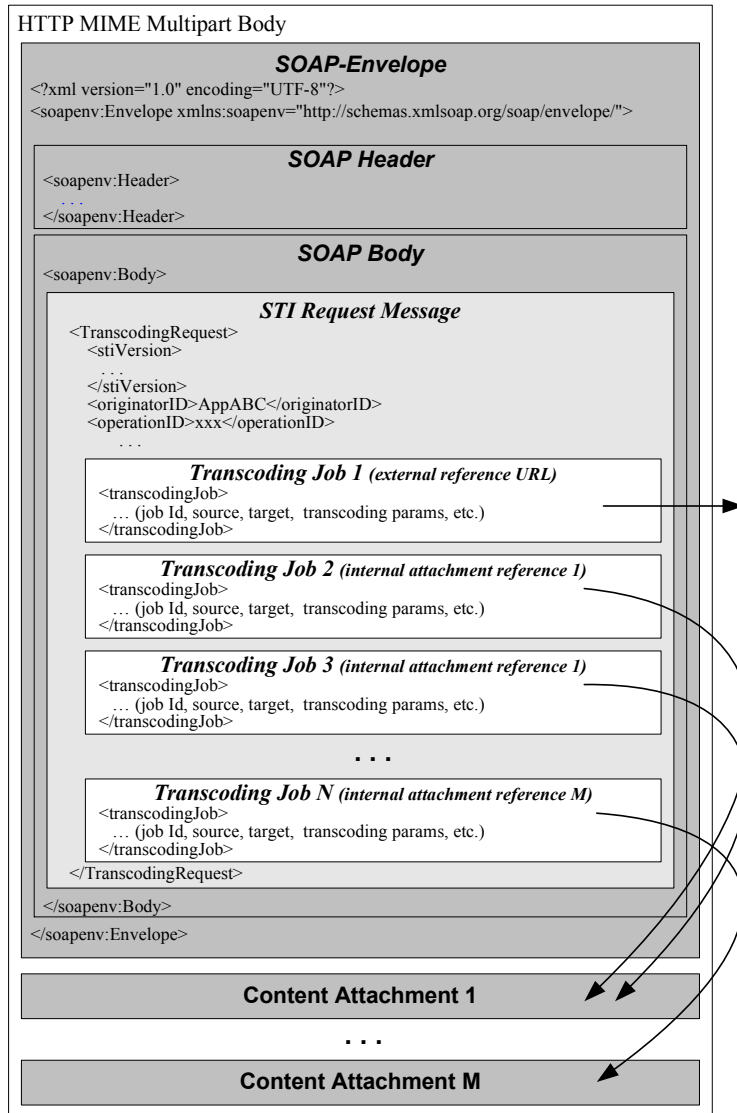 HTTP MIME Multipart Body
SOAP-Envelope
<?xml version="1.0" encoding="UTF-8"?>
<soapenv:Envelope xmlns:soapenv="http://schemas.xmlsoap.org/soap/envelope/">
SOAP Header
<soapenv:Header>
. . .
</soapenv:Header>
SOAP Body
<soapenv:Body>
STI Request Message
<TranscodingRequest>
<stiVersion>
. . .
</stiVersion>
<originatorID>AppABC</originatorID>
<operationID>xxx</operationID>
. . .
Transcoding Job 1 (external reference URL)
<transcodingJob>
… (job Id, source, target, transcoding params, etc.)
</transcodingJob>
Transcoding Job 2 (internal attachment reference 1)
<transcodingJob>
… (job Id, source, target, transcoding params, etc.)
</transcodingJob>
Transcoding Job 3 (internal attachment reference 1)
<transcodingJob>
… (job Id, source, target, transcoding params, etc.)
</transcodingJob>
. . .
Transcoding Job N (internal attachment reference M)
<transcodingJob>
… (job Id, source, target, transcoding params, etc.)
</transcodingJob>
</TranscodingRequest>
</soapenv:Body>
</soapenv:Envelope>
Content Attachment 1
. . .
Content Attachment M